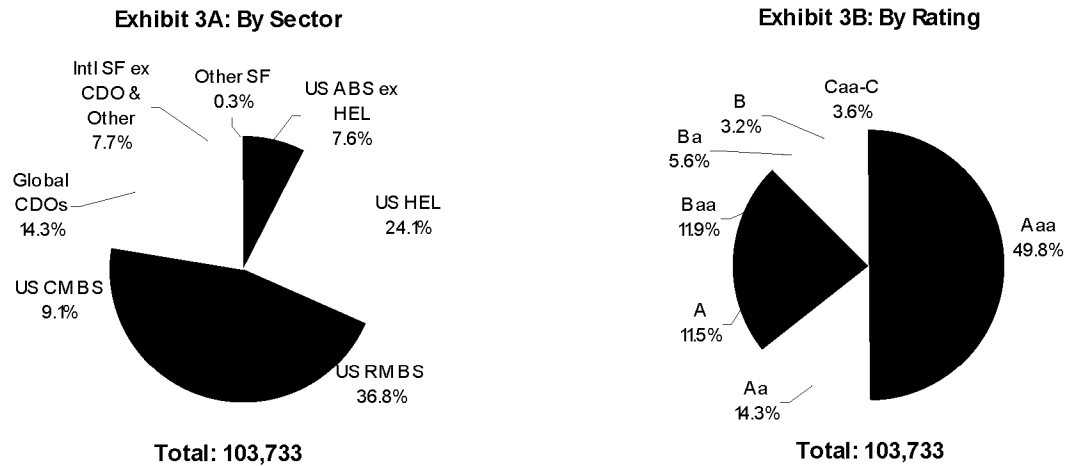 Exhibit 3A: By Sector
Intl SF ex
CDO &
Other
7.7%
Other SF
0.3%
US ABS ex
HEL
7.6%
US HEL
24.1%
Global
CDOs
14.3%
US CMBS
9.1%
US RMBS
36.8%
Total: 103,733
Exhibit 3B: By Rating
B
3.2%
Caa-C
3.6%
Ba
5.6%
Baa
11.9%
Aaa
49.8%
A
11.5%
Aa
14.3%
Total: 103,733